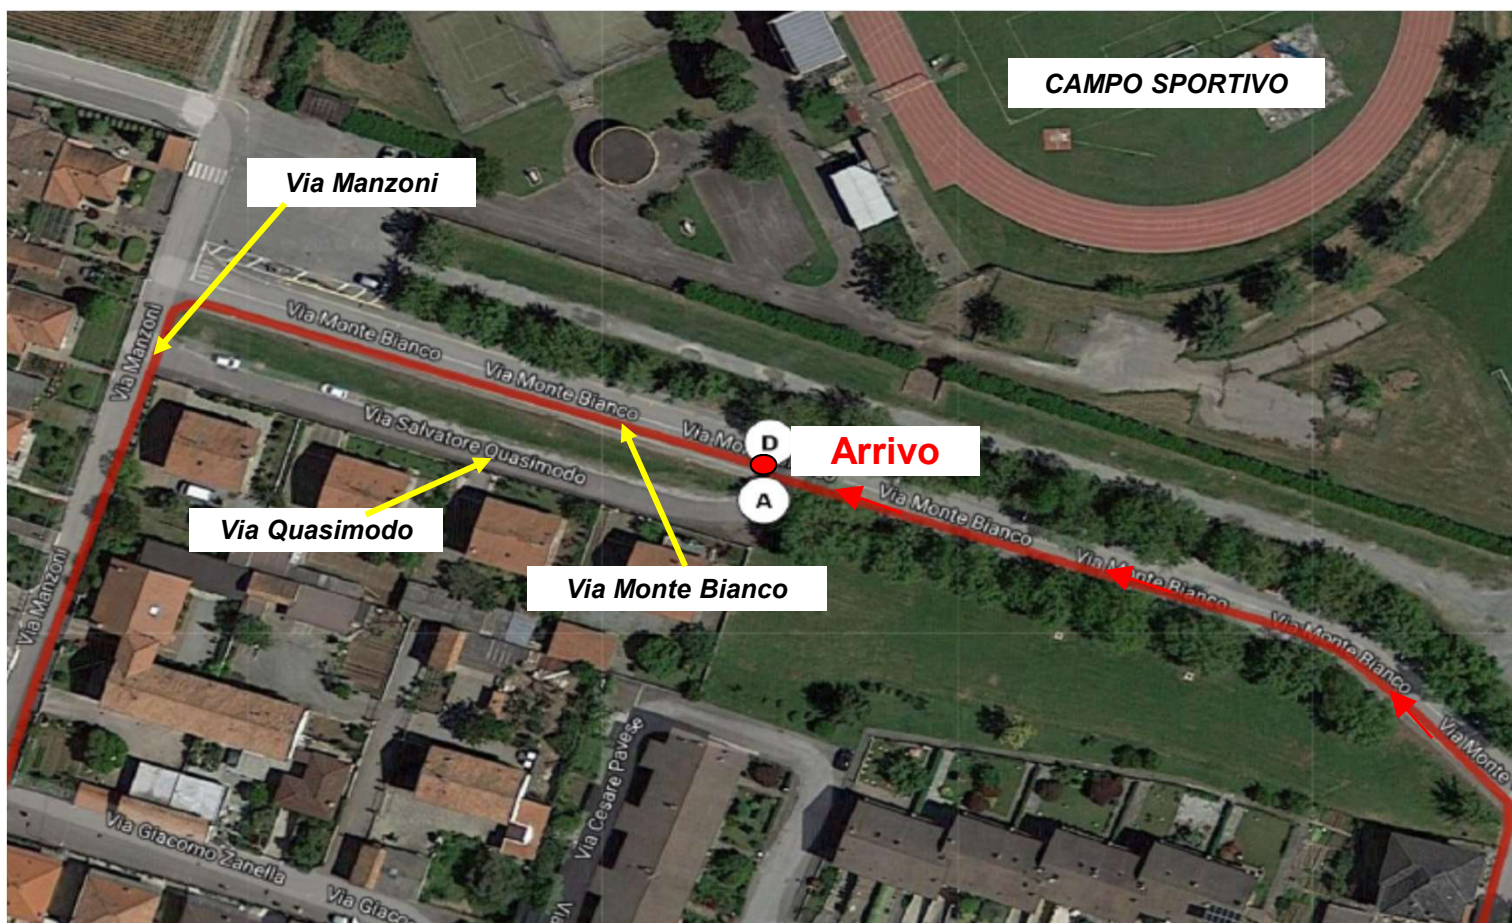 CAMPO SPORTIVO
Via Manzoni
Via Manzoni
Via Monte Bianco
Via Monte Bianco
Via Salvatore Quasimodo
D
Arrivo
A
Via Monte Bianco
Via Quasimodo
Via Monte Bianco
Via Monte Bianco
Via Monte Bianco
Via Manzoni
Via Monte
Via Cesare Pavese
Via Giacomo Zanella
Via Giaco